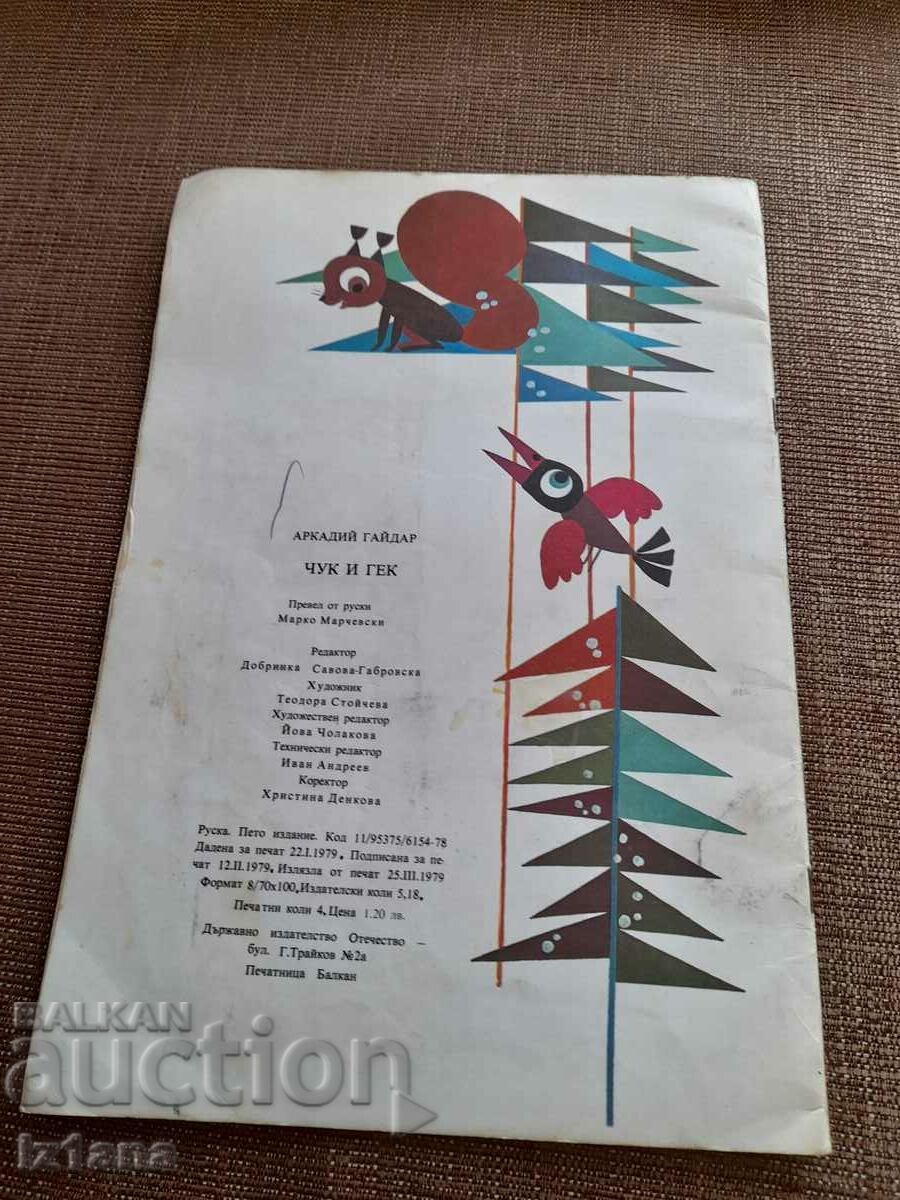 АРКАДИЙ ГАЙДАР
ЧУК И ГЕК
Превел от руски
Марко Марчевски
Редактор
Добринка Савова-Габровска
Художник
Теодора Стойчева
Художествен редактор
Йова Чолакова
Технически редактор
Иван Андреев
Коректор
Христина Денкова
Руска. Пето издание. Код 11/95375/6154-78
Дадена за печат 22.I.1979. Подписана за пе-
чат 12.II.1979. Излязла от печат 25.III.1979
Формат 8/70x100. Издателски коли 5,18.
Печатни коли 4. Цена 1.20 лв.
Държавно издателство Отечество –
бул. Г.Трайков №2а
Печатница Балкан
BALKAN
auction
iz1ana